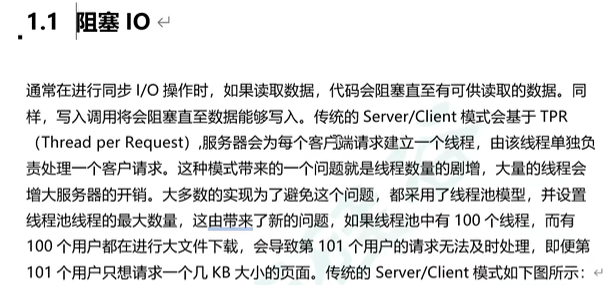 1.1 阻塞 IO
通常在进行同步 I/O 操作时，如果读取数据，代码会阻塞直至有可供读取的数据。同
样，写入调用将会阻塞直至数据能够写入。传统的 Server/Client 模式会基于 TPR
（Thread per Request）,服务器会为每个客户端请求建立一个线程，由该线程单独负
责处理一个客户请求。这种模式带来的一个问题就是线程数量的剧增，大量的线程会
增大服务器的开销。大多数的实现为了避免这个问题，都采用了线程池模型，并设置
线程池线程的最大数量，这由带来了新的问题，如果线程池中有 100 个线程，而有
100 个用户都在进行大文件下载，会导致第 101 个用户的请求无法及时处理，即便第
101 个用户只想请求一个几 KB 大小的页面。传统的 Server/Client 模式如下图所示：